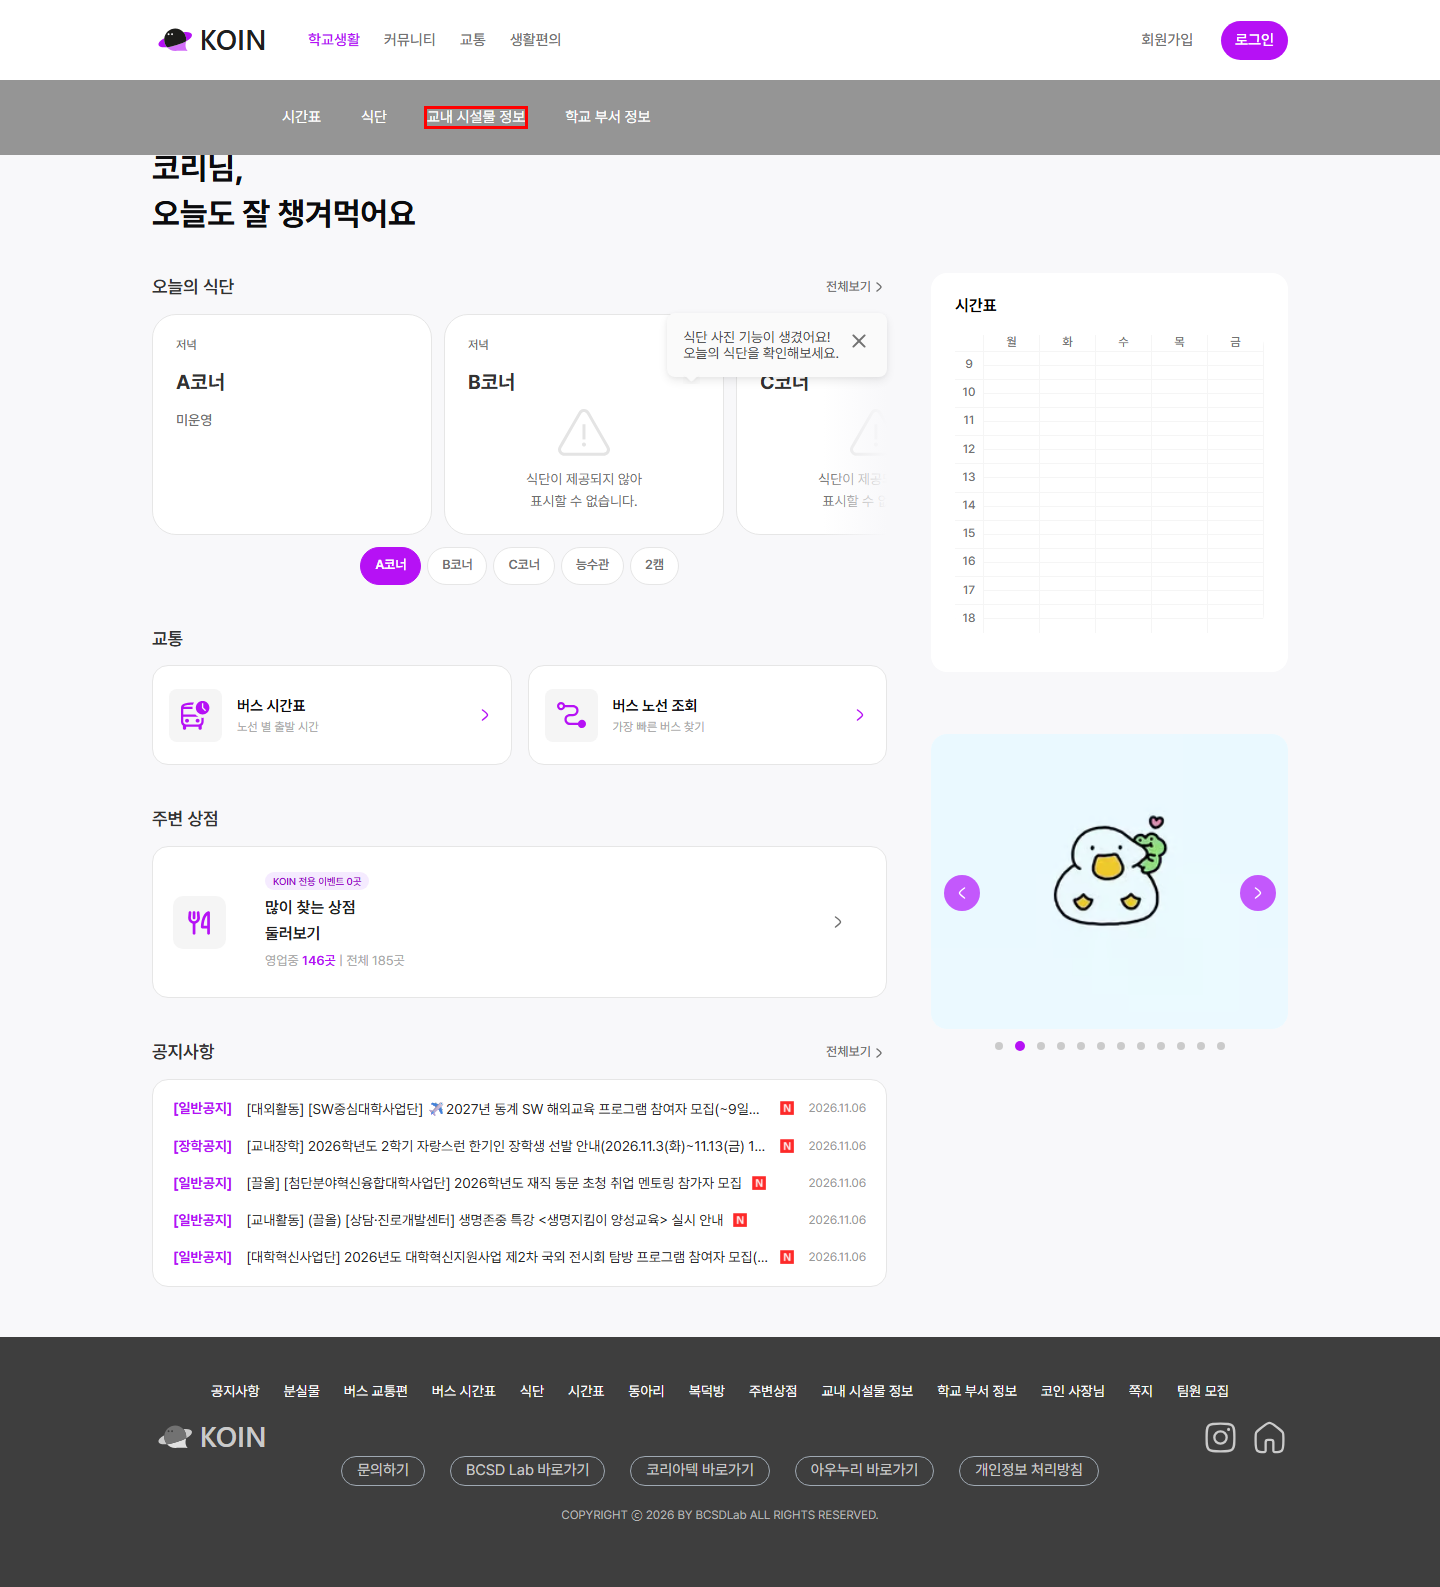 KOIN 학교생활 커뮤니티 교통 생활편의 회원가입 로그인
시간표 식단 교내 시설물 정보 학교 부서 정보
코리님,
오늘도 잘 챙겨먹어요
오늘의 식단 전체보기
식단 사진 기능이 생겼어요!
오늘의 식단을 확인해보세요.
저녁
A코너
미운영
저녁
B코너
식단이 제공되지 않아
표시할 수 없습니다.
C코너
식단이 제공
표시할 수
A코너 B코너 C코너 능수관 2캠
교통
버스 시간표
노선 별 출발 시간
버스 노선 조회
가장 빠른 버스 찾기
주변 상점
KOIN 전용 이벤트 0곳
많이 찾는 상점
둘러보기
영업중 146곳 | 전체 185곳
공지사항 전체보기
[일반공지] [대외활동] [SW중심대학사업단] ✈️ 2027년 동계 SW 해외교육 프로그램 참여자 모집(~9일... N 2026.11.06
[장학공지] [교내장학] 2026학년도 2학기 자랑스런 한기인 장학생 선발 안내(2026.11.3(화)~11.13(금) 1... N 2026.11.06
[일반공지] [끌올] [첨단분야혁신융합대학사업단] 2026학년도 재직 동문 초청 취업 멘토링 참가자 모집 N 2026.11.06
[일반공지] [교내활동] (끌올) [상담·진로개발센터] 생명존중 특강 <생명지킴이 양성교육> 실시 안내 N 2026.11.06
[일반공지] [대학혁신사업단] 2026년도 대학혁신지원사업 제2차 국외 전시회 탐방 프로그램 참여자 모집(... N 2026.11.06
시간표
월 화 수 목 금
9
10
11
12
13
14
15
16
17
18
공지사항 분실물 버스 교통편 버스 시간표 식단 시간표 동아리 복덕방 주변상점 교내 시설물 정보 학교 부서 정보 코인 사장님 쪽지 팀원 모집
KOIN
문의하기 BCSD Lab 바로가기 코리아텍 바로가기 아우누리 바로가기 개인정보 처리방침
COPYRIGHT ⓒ 2026 BY BCSDLab ALL RIGHTS RESERVED.